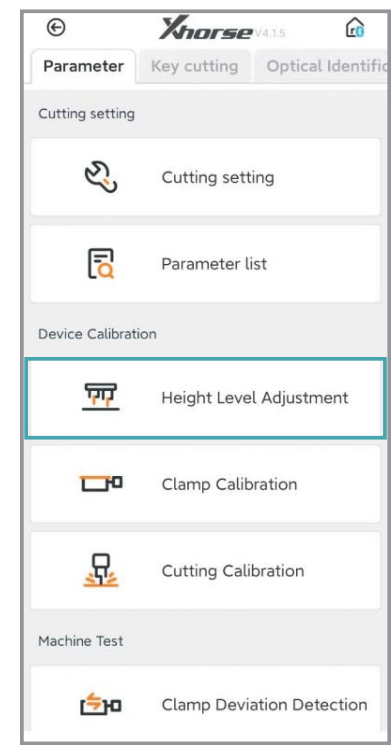 Xhorse V4.1.5
Parameter Key cutting Optical Identific
Cutting setting
Cutting setting
Parameter list
Device Calibration
Height Level Adjustment
Clamp Calibration
Cutting Calibration
Machine Test
Clamp Deviation Detection